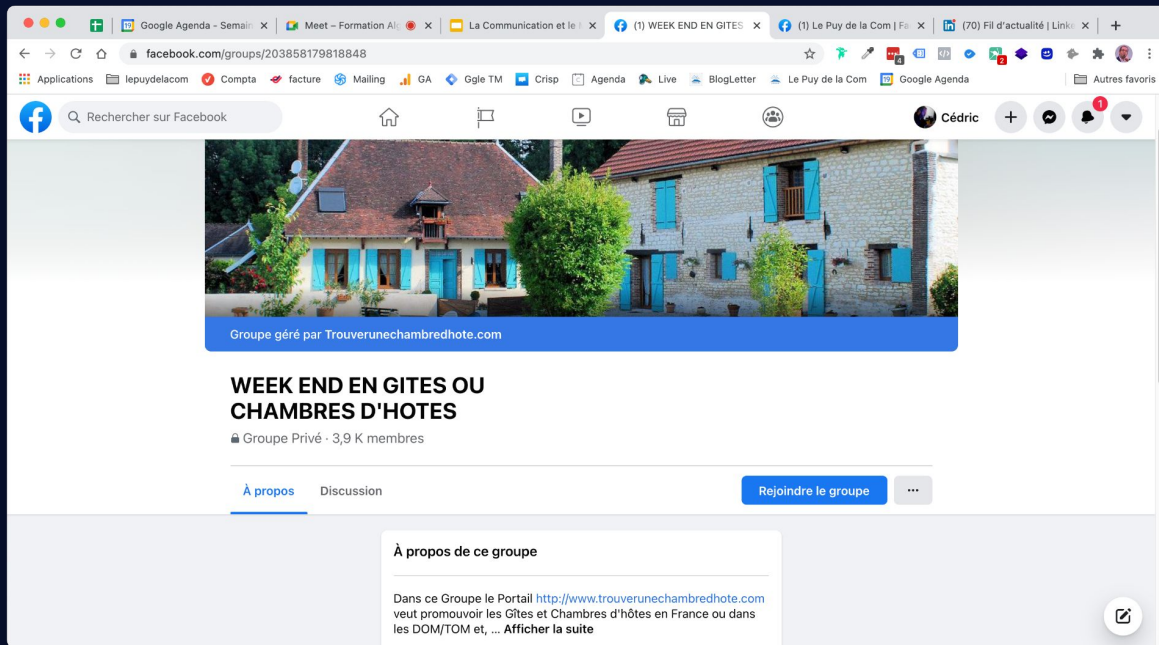 Google Agenda - Semain
Meet – Formation Alg
La Communication et le
(1) WEEK END EN GITES
(1) Le Puy de la Com | Fa
(70) Fil d'actualité | Linke
facebook.com/groups/203858179818848
4
2
Applications
lepuydelacom
Compta
facture
Mailing
GA
Ggle TM
Crisp
Agenda
Live
BlogLetter
Le Puy de la Com
Google Agenda
Autres favoris
Rechercher sur Facebook
Cédric
1
Groupe géré par Trouverunechambredhote.com
WEEK END EN GITES OU
CHAMBRES D'HOTES
Groupe Privé · 3,9 K membres
À propos
Discussion
Rejoindre le groupe
À propos de ce groupe
Dans ce Groupe le Portail http://www.trouverunechambredhote.com
veut promouvoir les Gîtes et Chambres d'hôtes en France ou dans
les DOM/TOM et, ... Afficher la suite